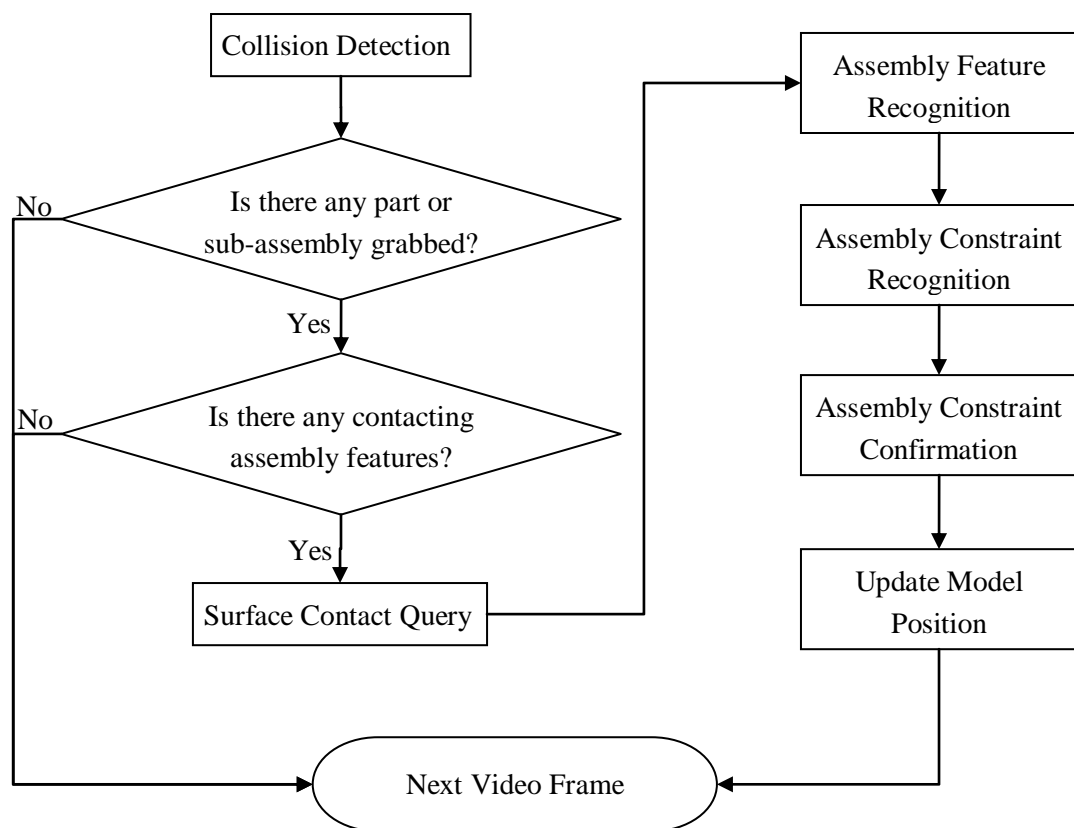 Collision Detection
No
Is there any part or
sub-assembly grabbed?
Yes
No
Is there any contacting
assembly features?
Yes
Surface Contact Query
Assembly Feature
Recognition
Assembly Constraint
Recognition
Assembly Constraint
Confirmation
Update Model
Position
Next Video Frame